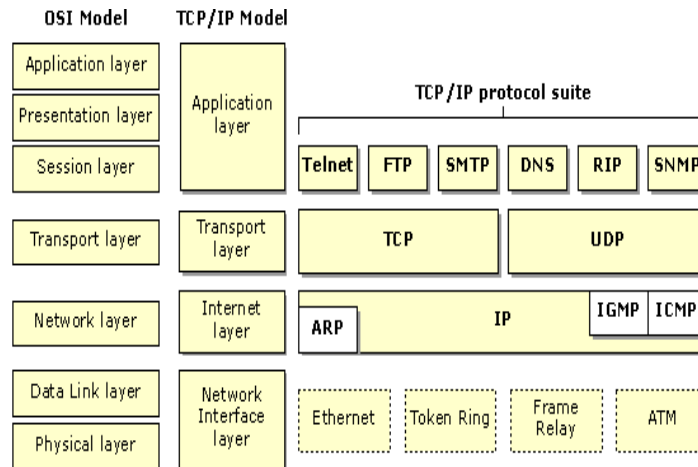 OSI Model
TCP/IP Model
Application layer
Presentation layer
Session layer
Application
layer
TCP/IP protocol suite
Telnet
FTP
SMTP
DNS
RIP
SNMP
Transport layer
Transport
layer
TCP
UDP
Network layer
Internet
layer
ARP
IP
IGMP
ICMP
Data Link layer
Physical layer
Network
Interface
layer
Ethernet
Token Ring
Frame
Relay
ATM